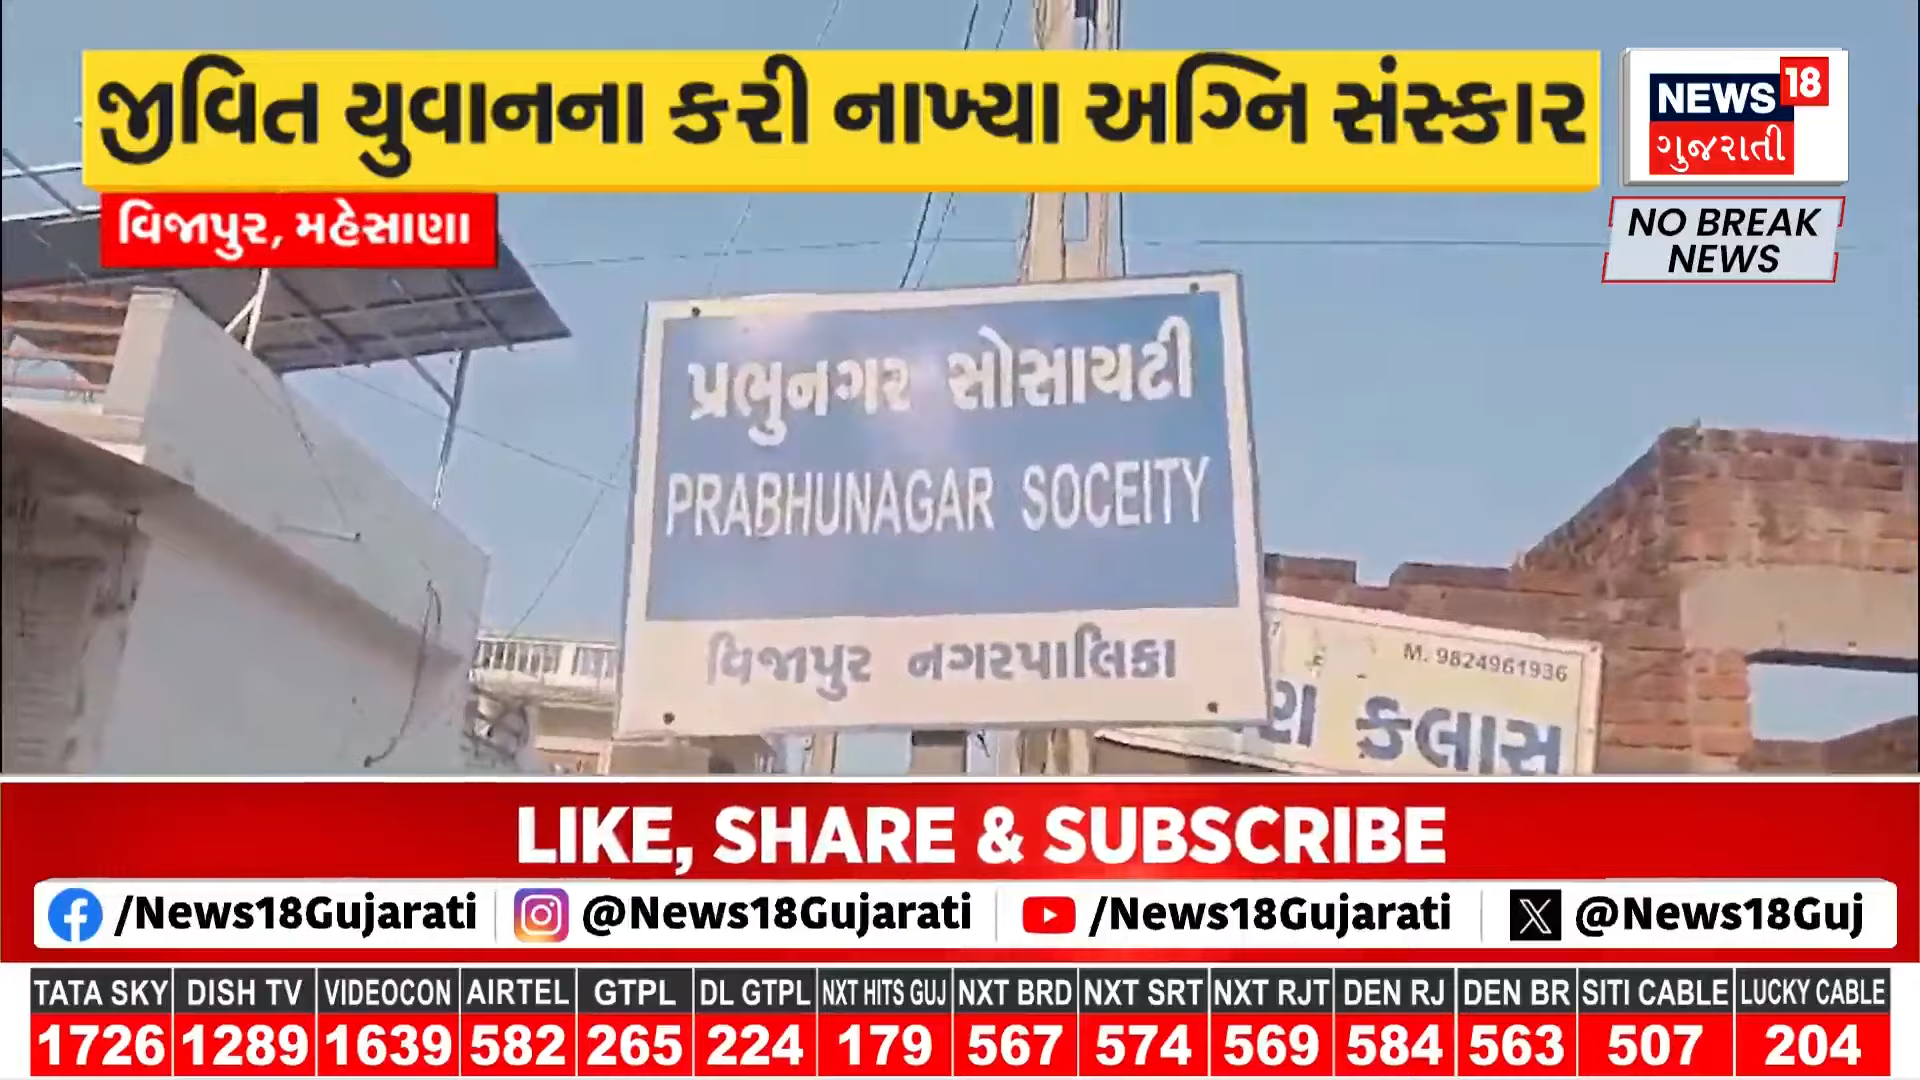 જીવિત યુવાનના કરી નાખ્યા અગ્નિ સંસ્કાર
NEWS 18
ગુજરાતી
વિજાપુર, મહેસાણા
NO BREAK
NEWS
પ્રભુનગર સોસાયટી
PRABHUNAGAR SOCEITY
વિજાપુર નગરપાલિકા
M. 9824961936
ક્લાસ
LIKE, SHARE & SUBSCRIBE
/News18Gujarati @News18Gujarati /News18Gujarati @News18Guj
TATA SKY DISH TV VIDEOCON AIRTEL GTPL DL GTPL NXT HITS GUJ NXT BRD NXT SRT NXT RJT DEN RJ DEN BR SITI CABLE LUCKY CABLE
1726 1289 1639 582 265 224 179 567 574 569 584 563 507 204